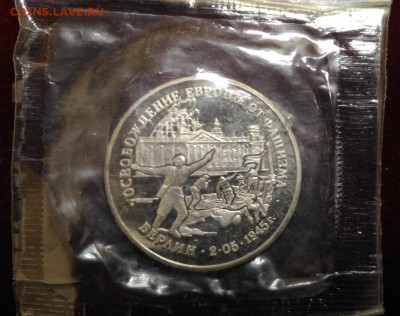 COINS.LAVE.RU
ОСВОБОЖДЕНИЕ ЕВРОПЫ ОТ ФАШИЗМА
БЕРЛИН · 2·05·1945г.